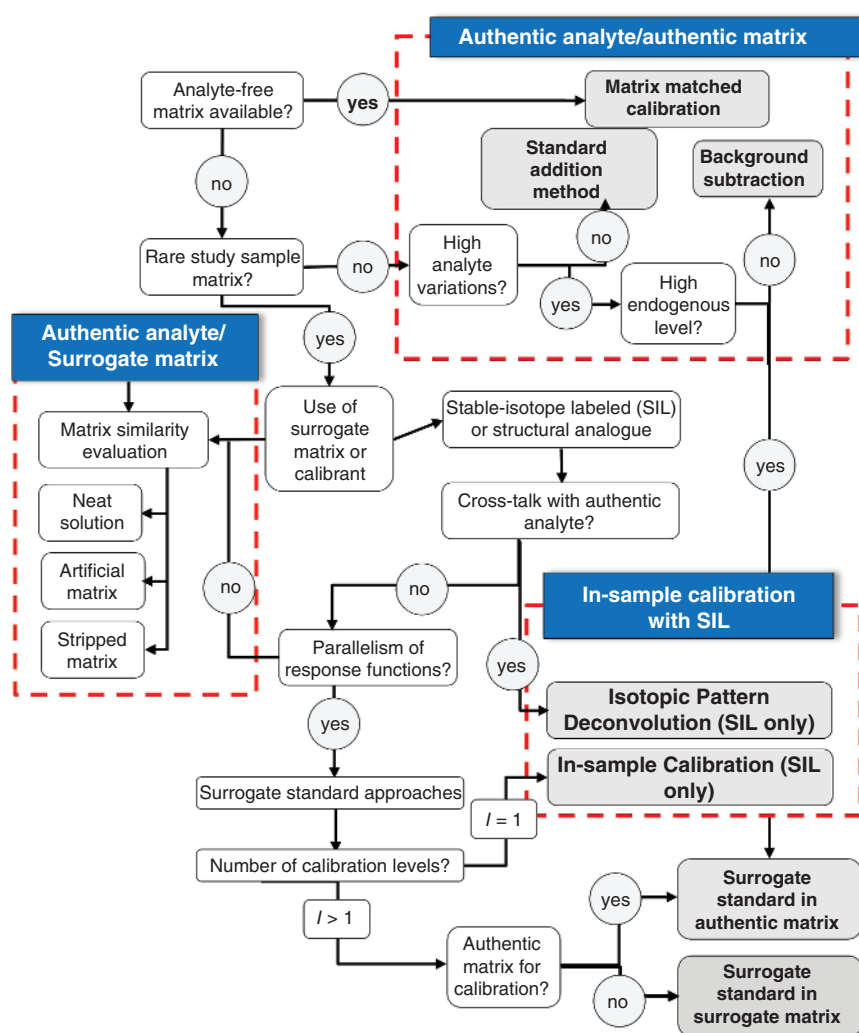 Authentic analyte/authentic matrix
Analyte-free
matrix available?
yes
Matrix matched
calibration
Standard
addition
method
Background
subtraction
no
Rare study sample
matrix?
no
High
analyte
variations?
no
yes
High
endogenous
level?
no
Authentic analyte/
Surrogate matrix
yes
Matrix similarity
evaluation
Use of
surrogate
matrix or
calibrant
Stable-isotope labeled (SIL)
or structural analogue
yes
Neat
solution
Cross-talk with authentic
analyte?
Artificial
matrix
no
no
In-sample calibration
with SIL
Stripped
matrix
Parallelism of
response functions?
yes
yes
Isotopic Pattern
Deconvolution (SIL only)
Surrogate standard approaches
In-sample Calibration (SIL
only)
l = 1
Number of calibration levels?
l > 1
Authentic
matrix for
calibration?
yes
Surrogate
standard in
authentic matrix
no
Surrogate
standard in
surrogate matrix